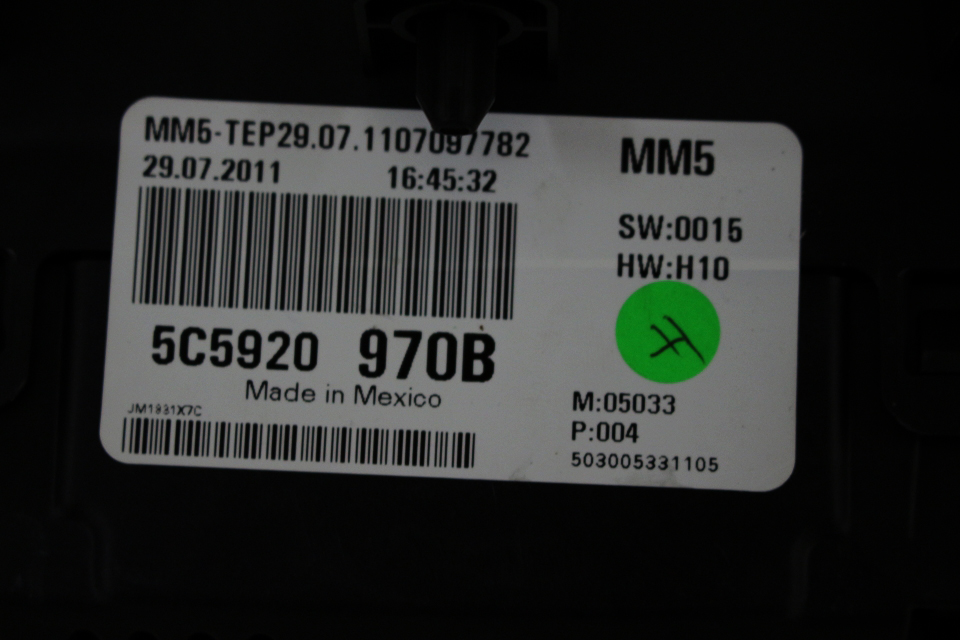 MM5-TEP29.07.1107097782
29.07.2011 16:45:32
5C5920 970B
Made in Mexico
JM1931X7C
MM5
SW:0015
HW:H10
M:05033
P:004
503005331105